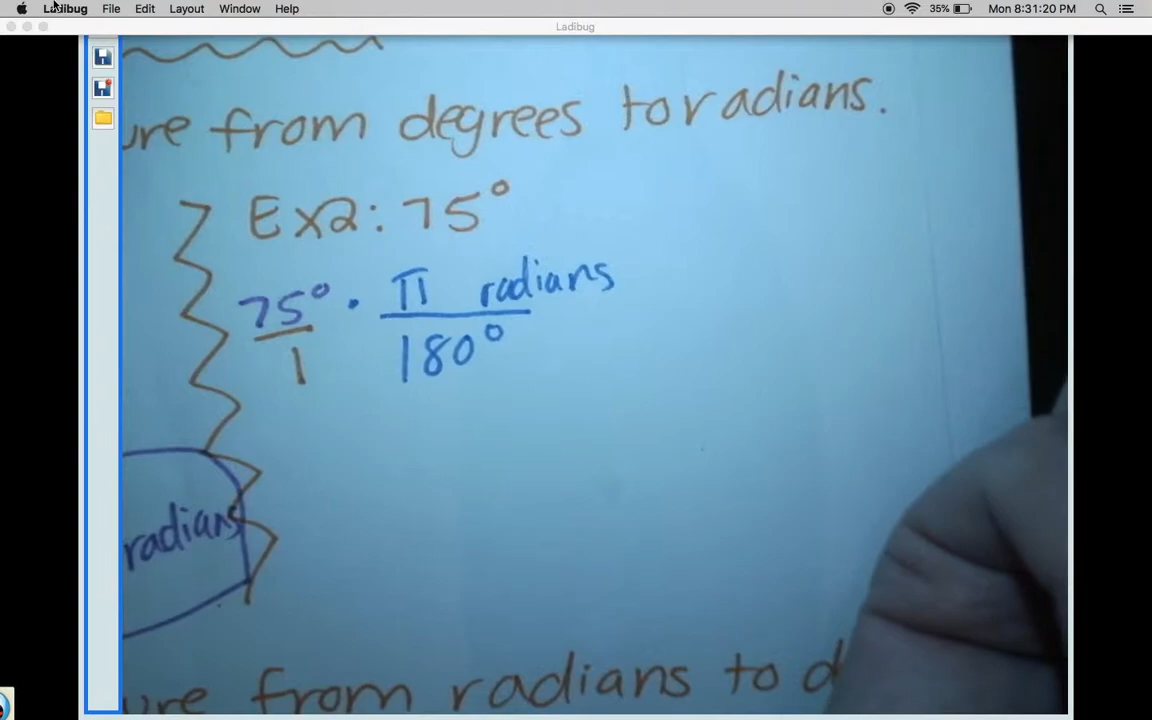 Ladibug File Edit Layout Window Help 35% Mon 8:31:20 PM
Ladibug
ure from degrees to radians.
Ex2: 75°
75° · π radians
1 180°
radians
ure from radians to d